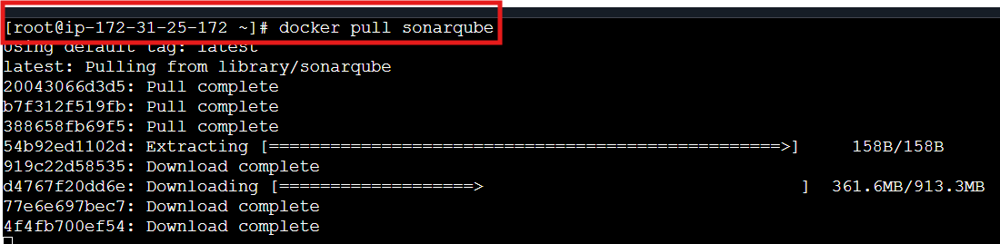 [root@ip-172-31-25-172 ~]# docker pull sonarqube
Using default tag: latest
latest: Pulling from library/sonarqube
20043066d3d5: Pull complete
b7f312f519fb: Pull complete
388658fb69f5: Pull complete
54b92ed1102d: Extracting [==================================================>]     158B/158B
919c22d58535: Download complete
d4767f20dd6e: Downloading [===================>                               ]  361.6MB/913.3MB
77e6e697bec7: Download complete
4f4fb700ef54: Download complete